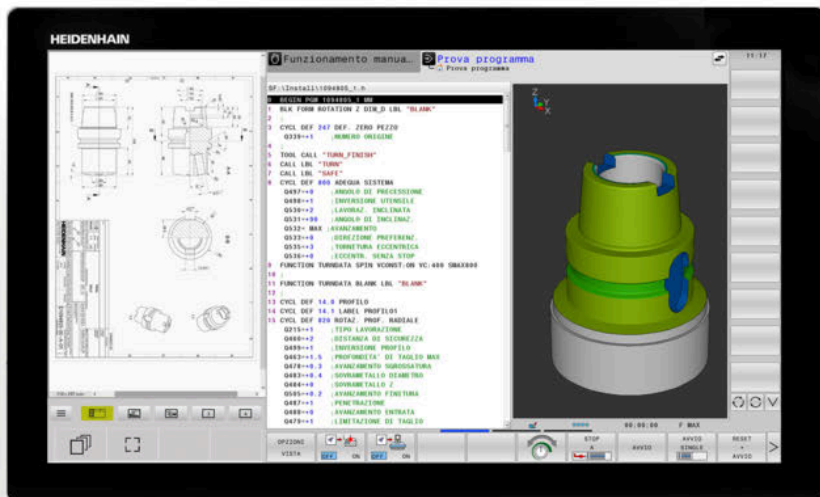 HEIDENHAIN
Funzionamento manua…
Prova programma
Prova programma
SF:\Install\1094805_1.h
0 BEGIN PGM 1094805_1 MM
1 BLK FORM ROTATION Z DIM_D LBL "BLANK"
2 ;
3 CYCL DEF 247 DEF. ZERO PEZZO
Q339=+1 ;NUMERO ORIGINE
4 ;
5 TOOL CALL "TURN_FINISH"
6 CALL LBL "TURN"
7 CALL LBL "SAFE"
8 CYCL DEF 800 ADEGUA SISTEMA
Q497=+0 ;ANGOLO DI PRECESSIONE
Q498=+1 ;INVERSIONE UTENSILE
Q530=+2 ;LAVORAZ. INCLINATA
Q531=+90 ;ANGOLO DI INCLINAZ.
Q532= MAX ;AVANZAMENTO
Q533=+0 ;DIREZIONE PREFERENZ.
Q535=+3 ;TORNITURA ECCENTRICA
Q536=+0 ;ECCENTR. SENZA STOP
9 FUNCTION TURNDATA SPIN VCONST:ON VC:400 SMAX800
10 ;
11 FUNCTION TURNDATA BLANK LBL "BLANK"
12 ;
13 CYCL DEF 14.0 PROFILO
14 CYCL DEF 14.1 LABEL PROFILO1
15 CYCL DEF 820 ROTAZ. PROF. RADIALE
Q215=+1 ;TIPO LAVORAZIONE
Q460=+2 ;DISTANZA DI SICUREZZA
Q499=+1 ;INVERSIONE PROFILO
Q463=+1.5 ;PROFONDITA' DI TAGLIO MAX
Q478=+0.3 ;AVANZAMENTO SGROSSATURA
Q483=+0.4 ;SOVRAMETALLO DIAMETRO
Q484=+0 ;SOVRAMETALLO Z
Q505=+0.2 ;AVANZAMENTO FINITURA
Q487=+1 ;PENETRAZIONE
Q488=+0 ;AVANZAMENTO ENTRATA
Q479=+1 ;LIMITAZIONE DI TAGLIO
Z
Y
X
00:00:00 F MAX
OPZIONI
VISTA
OFF ON
OFF ON
STOP
A
AVVIO
AVVIO
SINGLE
RESET
+
AVVIO